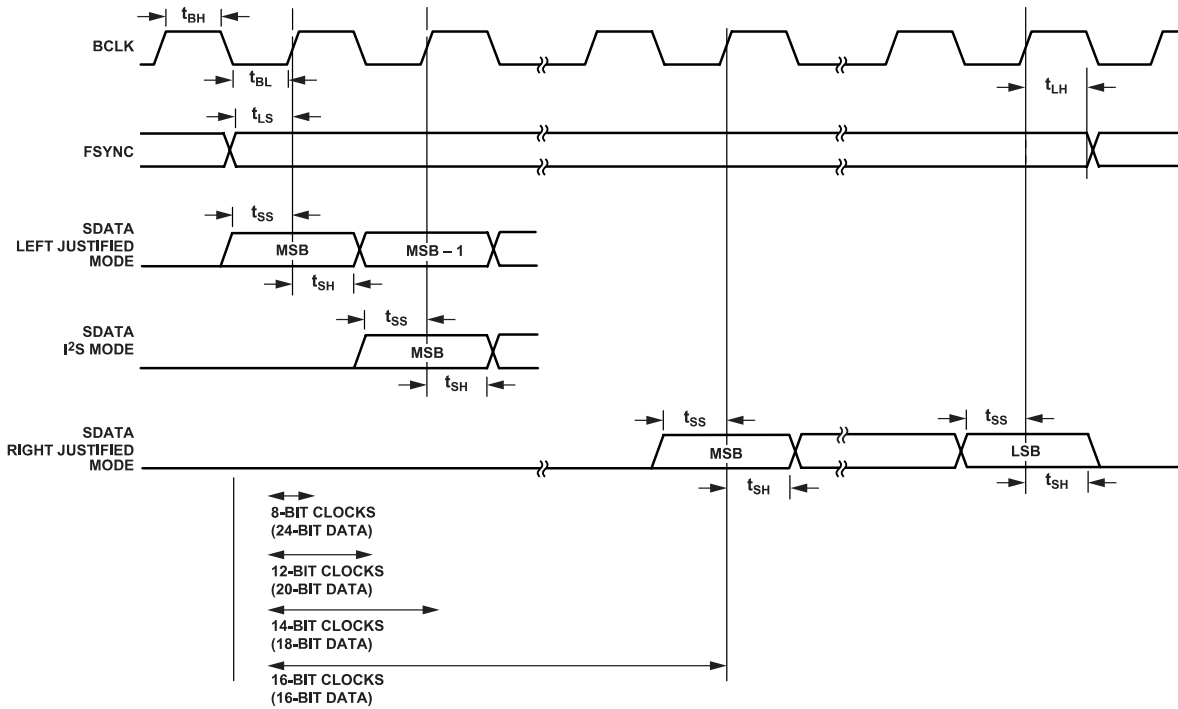 tBH
BCLK
tBL
tLH
tLS
FSYNC
tSS
SDATA
LEFT JUSTIFIED
MODE
MSB
MSB – 1
tSH
tSS
SDATA
I²S MODE
MSB
tSH
tSS
tSS
SDATA
RIGHT JUSTIFIED
MODE
MSB
LSB
tSH
tSH
8-BIT CLOCKS
(24-BIT DATA)
12-BIT CLOCKS
(20-BIT DATA)
14-BIT CLOCKS
(18-BIT DATA)
16-BIT CLOCKS
(16-BIT DATA)